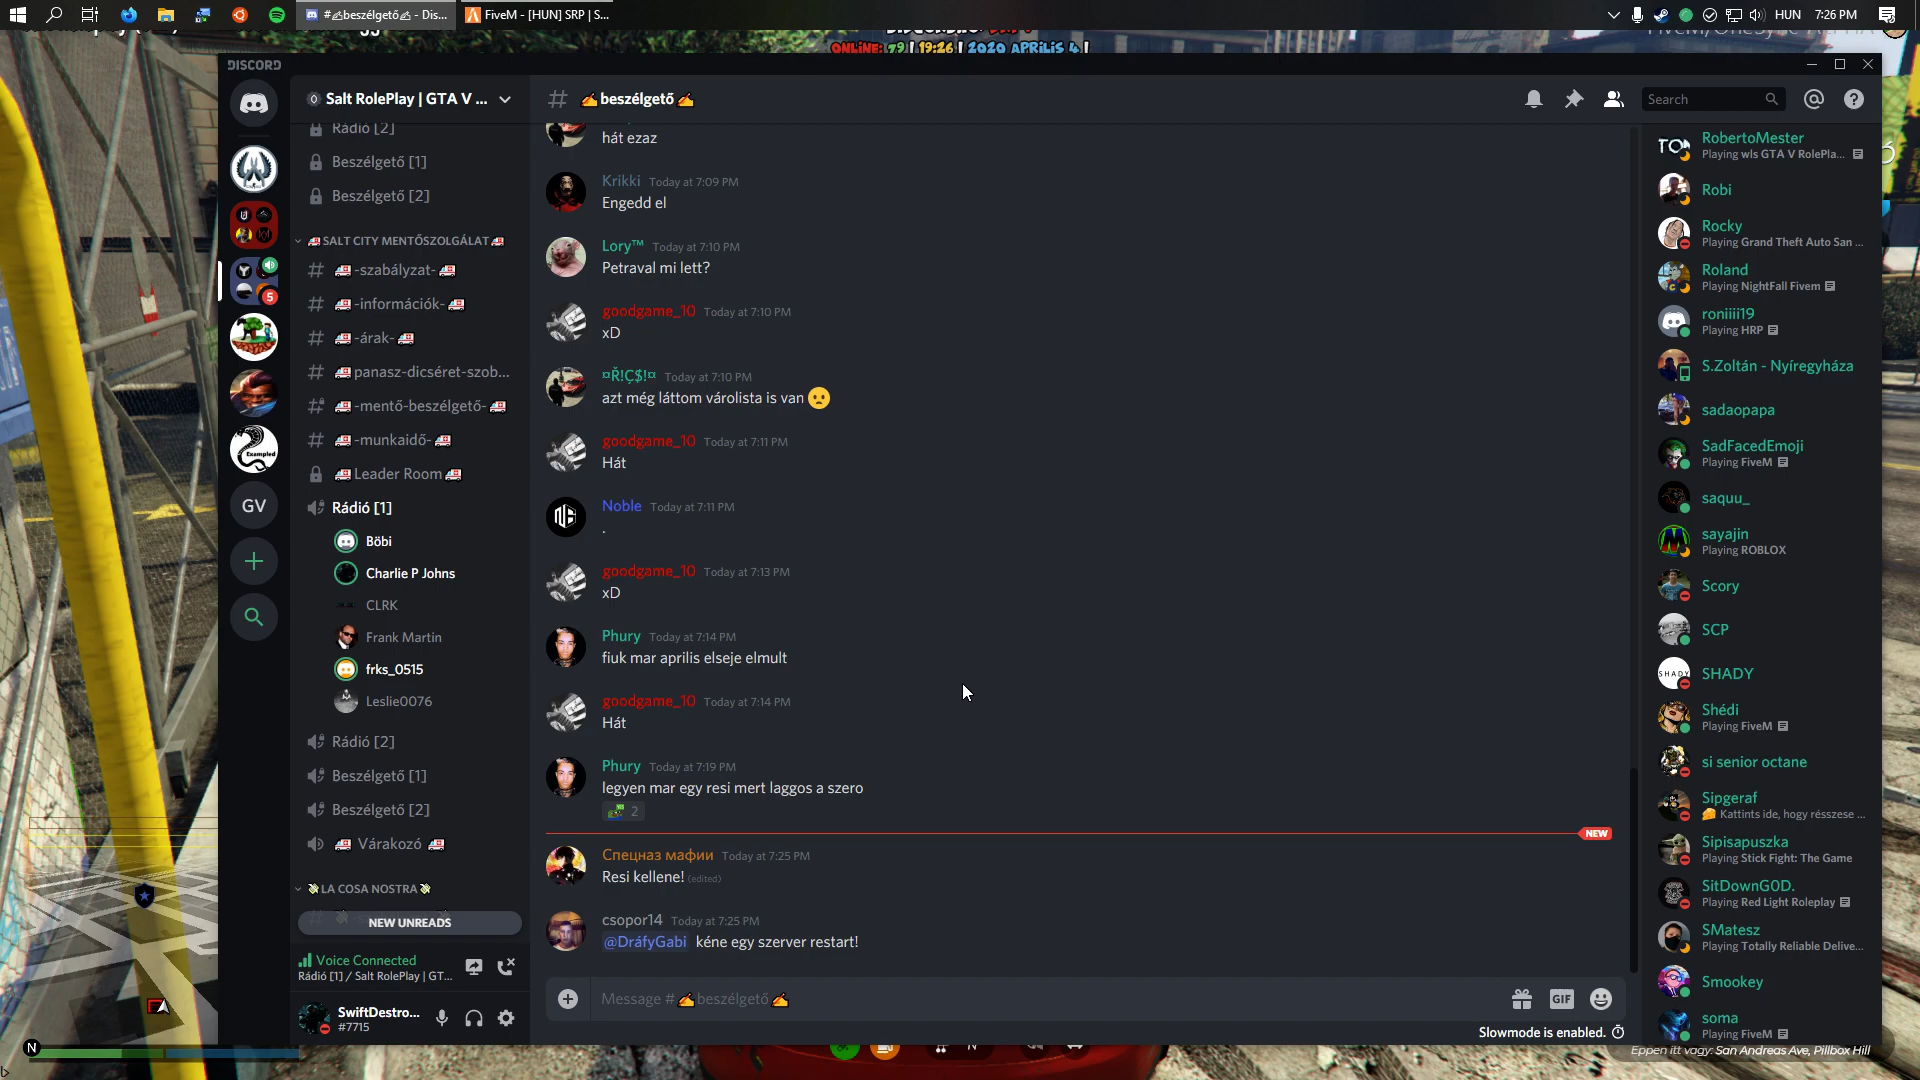 #✍beszélgető✍ - Dis...
FiveM - [HUN] SRP | S...
HUN
7:26 PM
ONLINE: 79 | 19:26 | 2020 APRILIS 4 |
DISCORD
Salt RolePlay | GTA V ...
# ✍beszélgető✍
Search
Rádió [2]
Beszélgető [1]
Beszélgető [2]
🚑SALT CITY MENTŐSZOLGÁLAT🚑
# 🚑-szabályzat-🚑
# 🚑-információk-🚑
# 🚑-árak-🚑
# 🚑panasz-dicséret-szob...
# 🚑-mentő-beszélgető-🚑
# 🚑-munkaidő-🚑
🚑Leader Room🚑
Rádió [1]
Böbi
Charlie P Johns
CLRK
Frank Martin
frks_0515
Leslie0076
Rádió [2]
Beszélgető [1]
Beszélgető [2]
🚑 Várakozó 🚑
💸LA COSA NOSTRA💸
NEW UNREADS
Voice Connected
Rádió [1] / Salt RolePlay | GT...
SwiftDestro...
#7715
5
Exampled
GV
hát ezaz
Krikki Today at 7:09 PM
Engedd el
Lory™ Today at 7:10 PM
Petraval mi lett?
goodgame_10 Today at 7:10 PM
xD
¤Ř!Ç$!¤ Today at 7:10 PM
azt még láttom várolista is van 😦
goodgame_10 Today at 7:11 PM
Hát
Noble Today at 7:11 PM
.
goodgame_10 Today at 7:13 PM
xD
Phury Today at 7:14 PM
fiuk mar aprilis elseje elmult
goodgame_10 Today at 7:14 PM
Hát
Phury Today at 7:19 PM
legyen mar egy resi mert laggos a szero
2
NEW
Спецназ мафии Today at 7:25 PM
Resi kellene! (edited)
csopor14 Today at 7:25 PM
@DráfyGabi kéne egy szerver restart!
Message #✍beszélgető✍
GIF
Slowmode is enabled.
RobertoMester
Playing wls GTA V RolePla...
Robi
Rocky
Playing Grand Theft Auto San ...
Roland
Playing NightFall Fivem
roniiii19
Playing HRP
S.Zoltán - Nyíregyháza
sadaopapa
SadFacedEmoji
Playing FiveM
saquu_
sayajin
Playing ROBLOX
Scory
SCP
SHADY
SHADY
Shédi
Playing FiveM
si senior octane
Sipgeraf
🧀 Kattints ide, hogy résszese ...
Sipisapuszka
Playing Stick Fight: The Game
SitDownG0D.
Playing Red Light Roleplay
SMatesz
Playing Totally Reliable Delive...
Smookey
soma
Playing FiveM
N
Éppen itt vagy: San Andreas Ave, Pillbox Hill